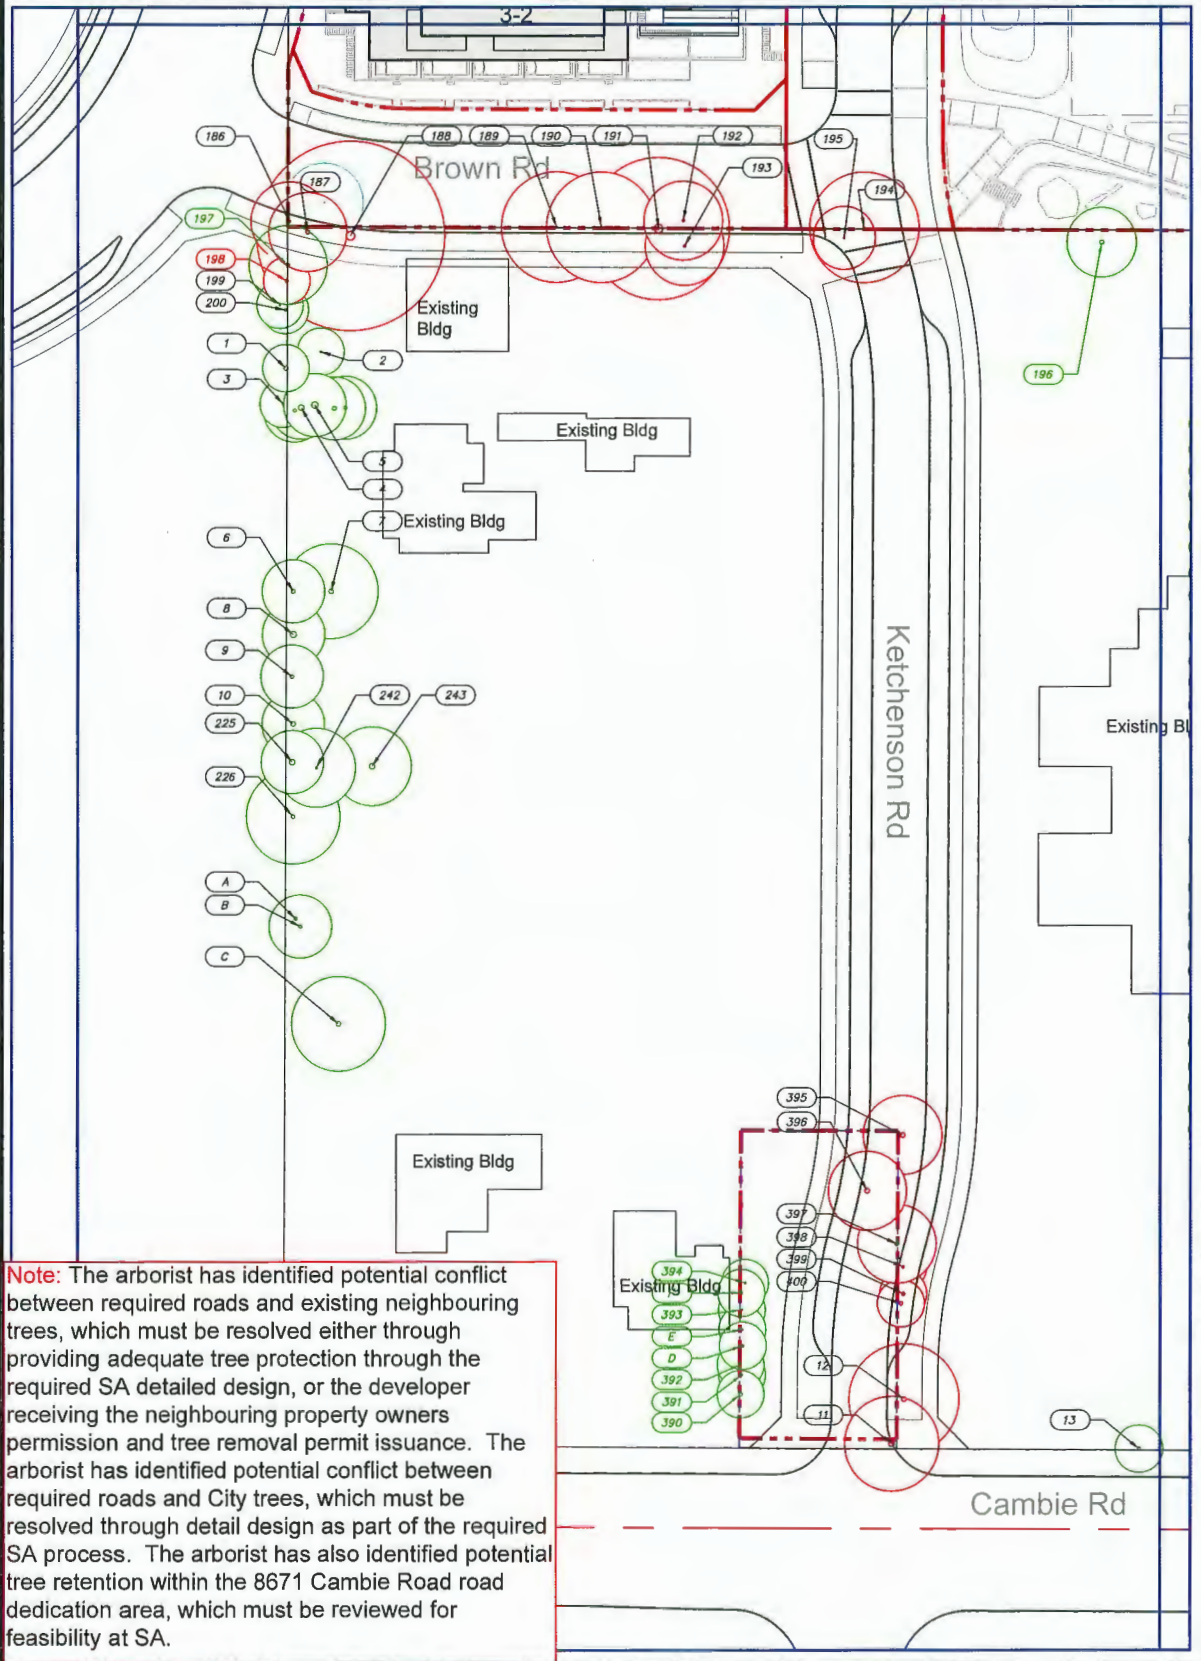 3-2
186
188
189
190
191
192
195
Brown Rd
193
187
194
197
198
199
200
Existing
Bldg
1
2
196
3
Existing Bldg
5
4
7
Existing Bldg
6
8
Ketchenson Rd
9
10
242
243
225
Existing Bl
226
A
B
C
395
396
Existing Bldg
397
398
399
400
394
Existing Bldg
393
E
D
392
391
390
12
11
13
Cambie Rd
Note: The arborist has identified potential conflict
between required roads and existing neighbouring
trees, which must be resolved either through
providing adequate tree protection through the
required SA detailed design, or the developer
receiving the neighbouring property owners
permission and tree removal permit issuance. The
arborist has identified potential conflict between
required roads and City trees, which must be
resolved through detail design as part of the required
SA process. The arborist has also identified potential
tree retention within the 8671 Cambie Road road
dedication area, which must be reviewed for
feasibility at SA.